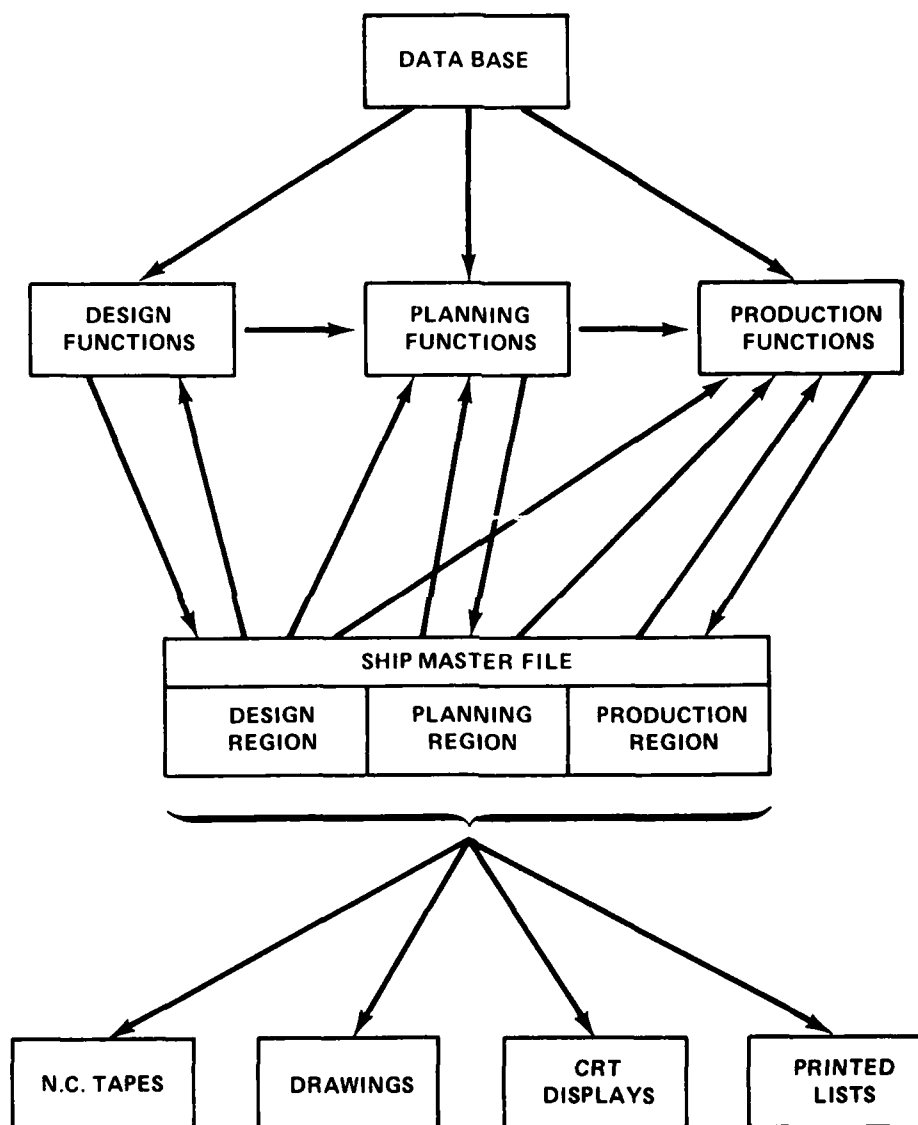 DATA BASE
DESIGN
FUNCTIONS
PLANNING
FUNCTIONS
PRODUCTION
FUNCTIONS
SHIP MASTER FILE
DESIGN
REGION
PLANNING
REGION
PRODUCTION
REGION
N.C. TAPES
DRAWINGS
CRT
DISPLAYS
PRINTED
LISTS